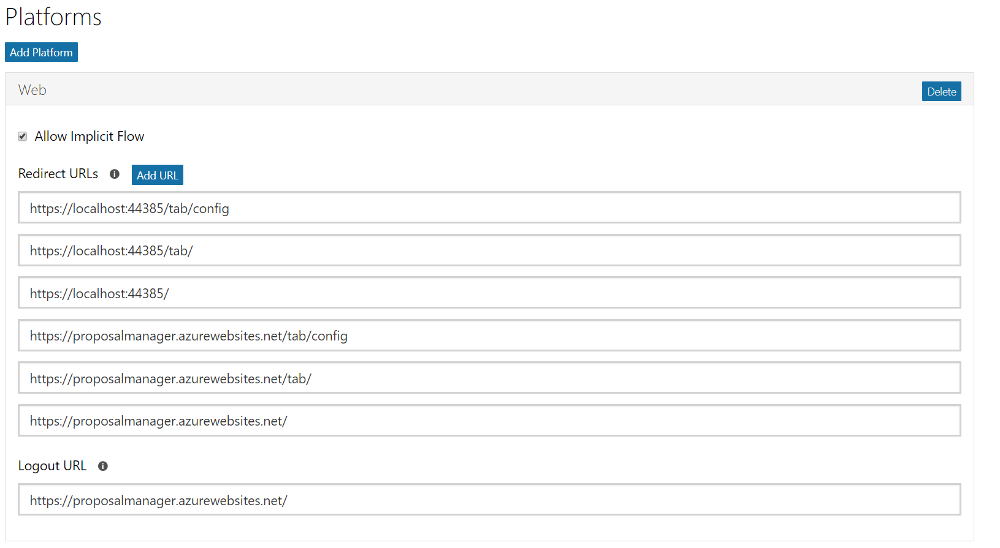 Platforms
Add Platform
Web
Delete
Allow Implicit Flow
Redirect URLs
Add URL
https://localhost:44385/tab/config
https://localhost:44385/tab/
https://localhost:44385/
https://proposalmanager.azurewebsites.net/tab/config
https://proposalmanager.azurewebsites.net/tab/
https://proposalmanager.azurewebsites.net/
Logout URL
https://proposalmanager.azurewebsites.net/